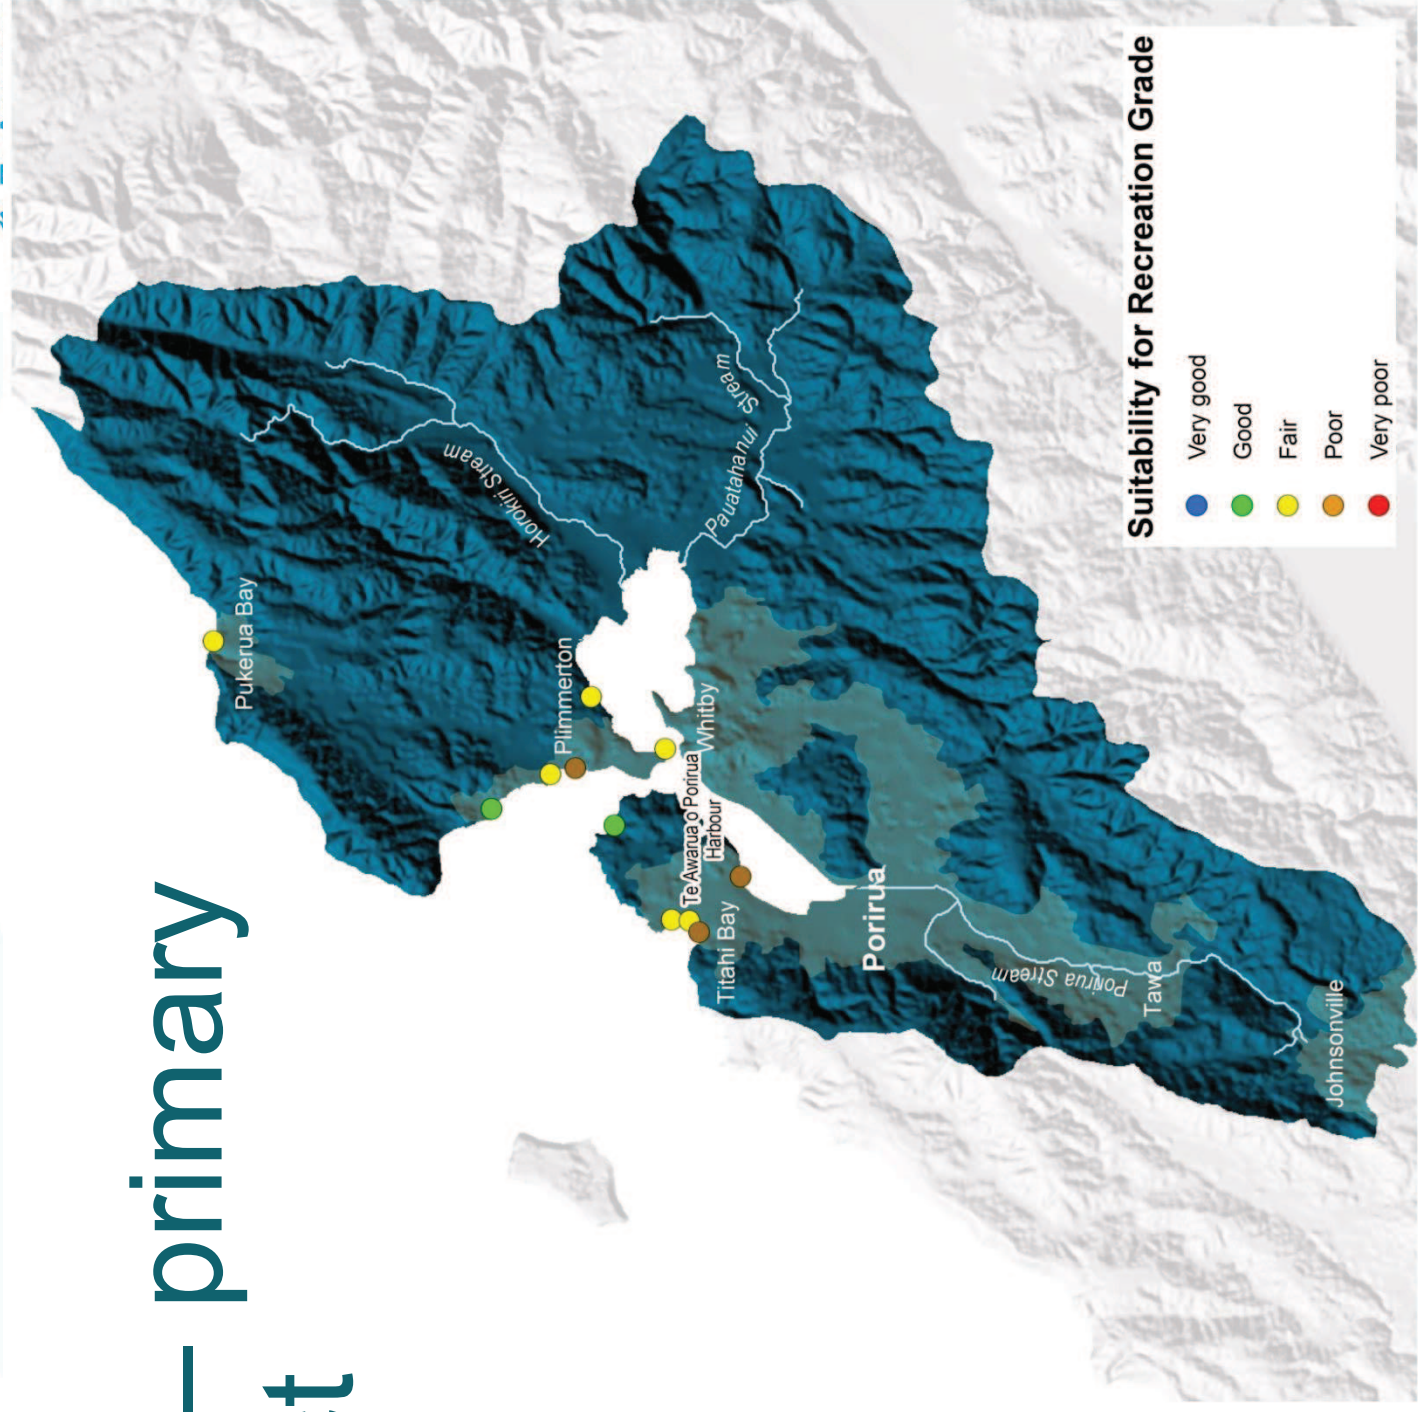 – primary
Pukerua Bay
Horokiri Stream
Plimmerton
Pauatahanui Stream
Whitby
Te Awarua o Porirua
Harbour
Titahi Bay
Porirua
Porirua Stream
Tawa
Johnsonville
Suitability for Recreation Grade
Very good
Good
Fair
Poor
Very poor